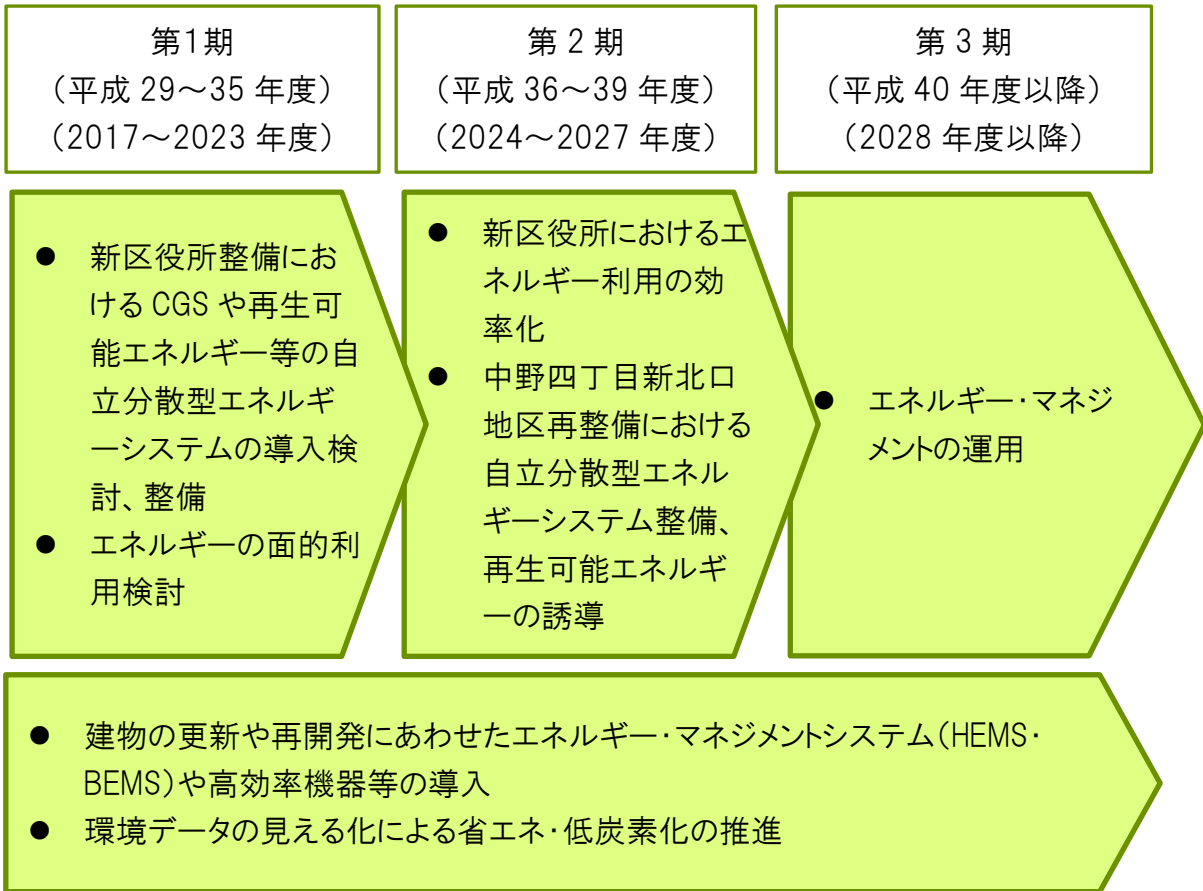 第1期
（平成 29～35 年度）
（2017～2023 年度）
第 2 期
（平成 36～39 年度）
（2024～2027 年度）
第 3 期
（平成 40 年度以降）
（2028 年度以降）
● 新区役所整備にお
ける CGS や再生可
能エネルギー等の自
立分散型エネルギ
ーシステムの導入検
討、整備
● エネルギーの面的利
用検討
● 新区役所におけるエ
ネルギー利用の効
率化
● 中野四丁目新北口
地区再整備における
自立分散型エネル
ギーシステム整備、
再生可能エネルギ
ーの誘導
● エネルギー・マネジ
メントの運用
● 建物の更新や再開発にあわせたエネルギー・マネジメントシステム（HEMS・
BEMS）や高効率機器等の導入
● 環境データの見える化による省エネ・低炭素化の推進